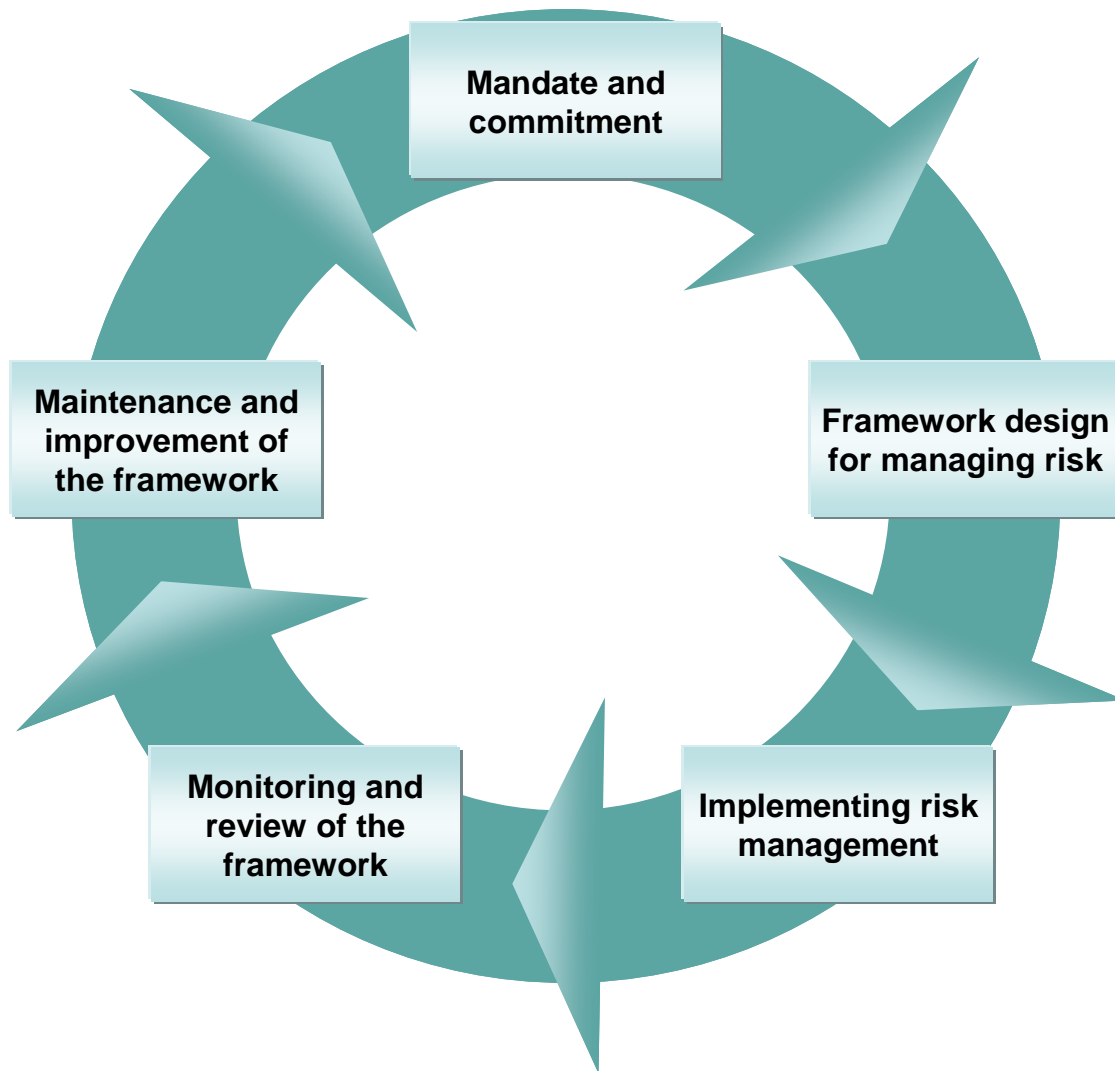 Mandate and
commitment
Framework design
for managing risk
Implementing risk
management
Monitoring and
review of the
framework
Maintenance and
improvement of
the framework